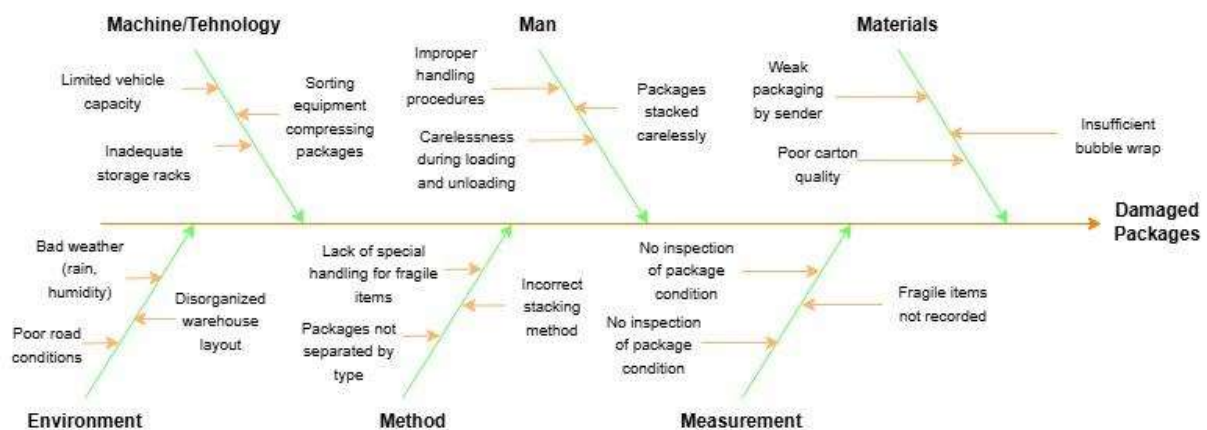 Machine/Tehnology
Man
Materials
Limited vehicle
capacity
Sorting
equipment
compressing
packages
Inadequate
storage racks
Improper
handling
procedures
Packages
stacked
carelessly
Carelessness
during loading
and unloading
Weak
packaging
by sender
Insufficient
bubble wrap
Poor carton
quality
Damaged
Packages
Bad weather
(rain,
humidity)
Disorganized
warehouse
layout
Poor road
conditions
Lack of special
handling for fragile
items
Incorrect
stacking
method
Packages not
separated by
type
No inspection
of package
condition
Fragile items
not recorded
No inspection
of package
condition
Environment
Method
Measurement